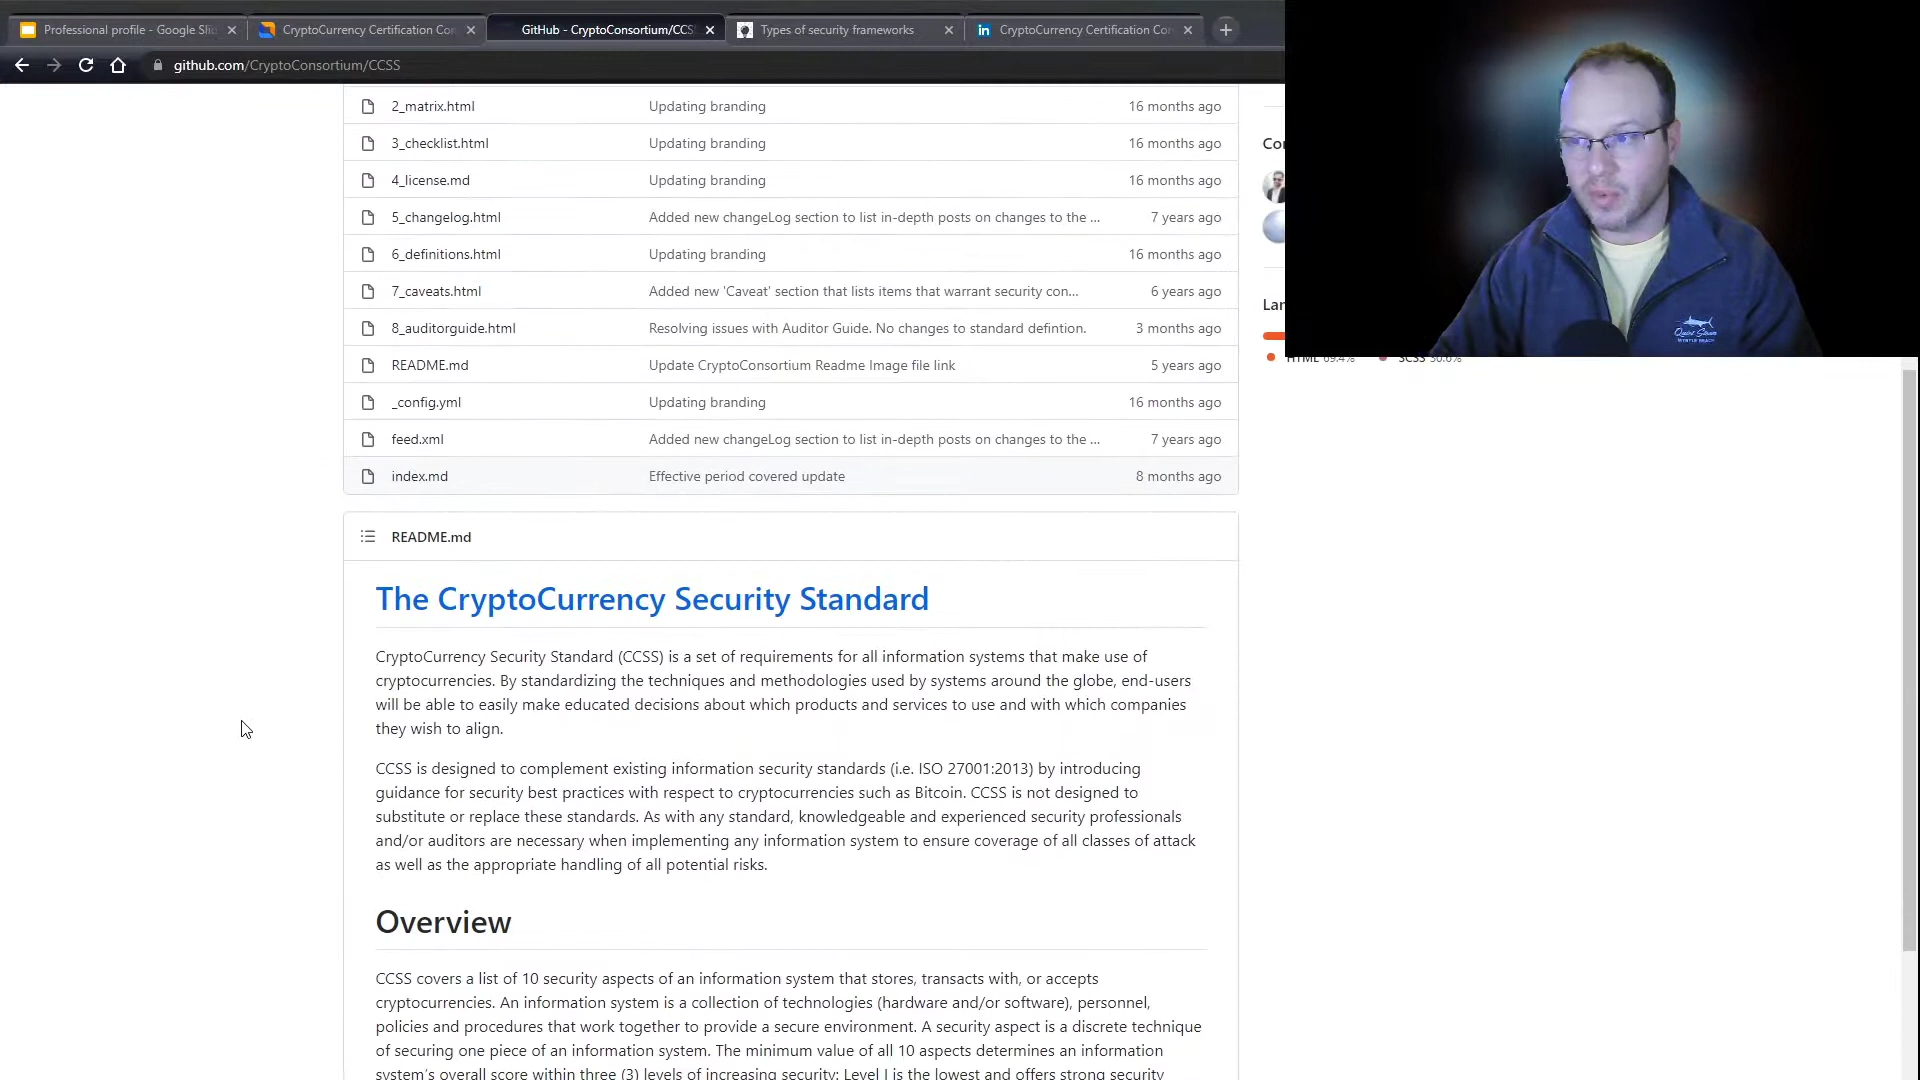 Professional profile - Google Sli
CryptoCurrency Certification Con
GitHub - CryptoConsortium/CCS
Types of security frameworks
in CryptoCurrency Certification Con
github.com/CryptoConsortium/CCSS
2_matrix.html Updating branding 16 months ago
3_checklist.html Updating branding 16 months ago
4_license.md Updating branding 16 months ago
5_changelog.html Added new changeLog section to list in-depth posts on changes to the ... 7 years ago
6_definitions.html Updating branding 16 months ago
7_caveats.html Added new 'Caveat' section that lists items that warrant security con... 6 years ago
8_auditorguide.html Resolving issues with Auditor Guide. No changes to standard defintion. 3 months ago
README.md Update CryptoConsortium Readme Image file link 5 years ago
_config.yml Updating branding 16 months ago
feed.xml Added new changeLog section to list in-depth posts on changes to the ... 7 years ago
index.md Effective period covered update 8 months ago
Con
Lan
HTML 69.4% SCSS 30.6%
README.md
The CryptoCurrency Security Standard
CryptoCurrency Security Standard (CCSS) is a set of requirements for all information systems that make use of
cryptocurrencies. By standardizing the techniques and methodologies used by systems around the globe, end-users
will be able to easily make educated decisions about which products and services to use and with which companies
they wish to align.
CCSS is designed to complement existing information security standards (i.e. ISO 27001:2013) by introducing
guidance for security best practices with respect to cryptocurrencies such as Bitcoin. CCSS is not designed to
substitute or replace these standards. As with any standard, knowledgeable and experienced security professionals
and/or auditors are necessary when implementing any information system to ensure coverage of all classes of attack
as well as the appropriate handling of all potential risks.
Overview
CCSS covers a list of 10 security aspects of an information system that stores, transacts with, or accepts
cryptocurrencies. An information system is a collection of technologies (hardware and/or software), personnel,
policies and procedures that work together to provide a secure environment. A security aspect is a discrete technique
of securing one piece of an information system. The minimum value of all 10 aspects determines an information
system's overall score within three (3) levels of increasing security: Level I is the lowest and offers strong security